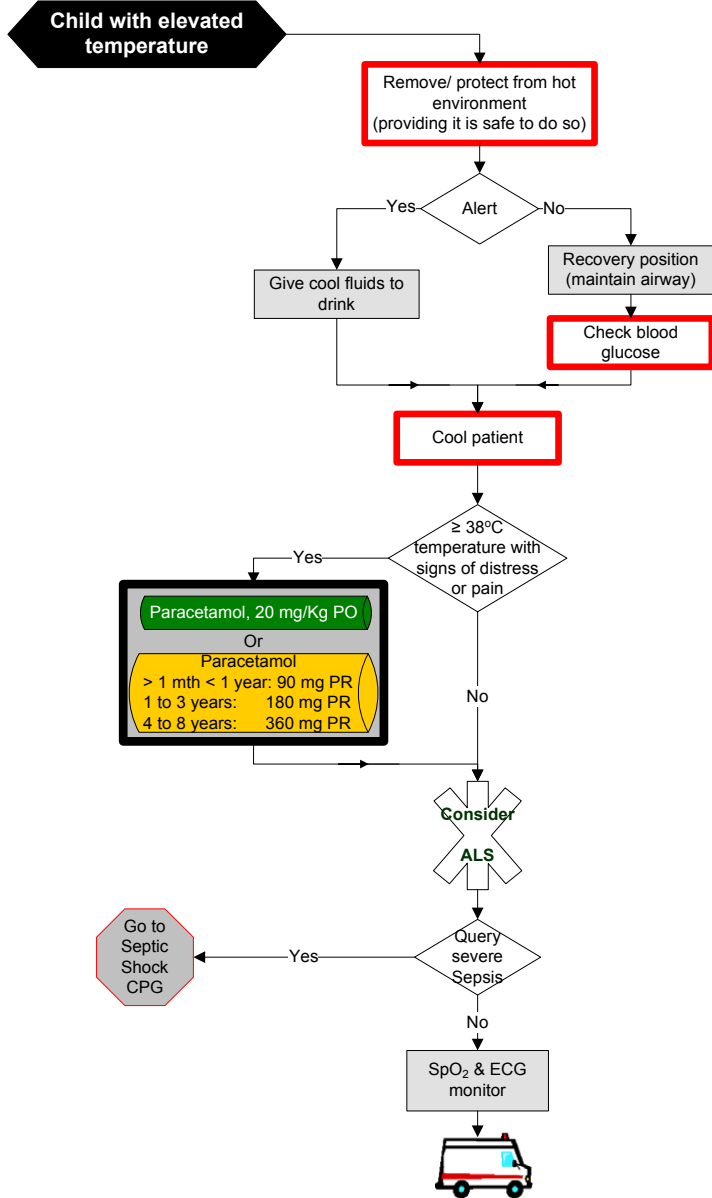 Child with elevated
temperature
Remove/ protect from hot
environment
(providing it is safe to do so)
Alert
Yes
No
Give cool fluids to
drink
Recovery position
(maintain airway)
Check blood
glucose
Cool patient
≥ 38ºC
temperature with
signs of distress
or pain
Yes
No
Paracetamol, 20 mg/Kg PO
Or
Paracetamol
> 1 mth < 1 year: 90 mg PR
1 to 3 years: 180 mg PR
4 to 8 years: 360 mg PR
Consider
ALS
Query
severe
Sepsis
Yes
No
Go to
Septic
Shock
CPG
SpO₂ & ECG
monitor